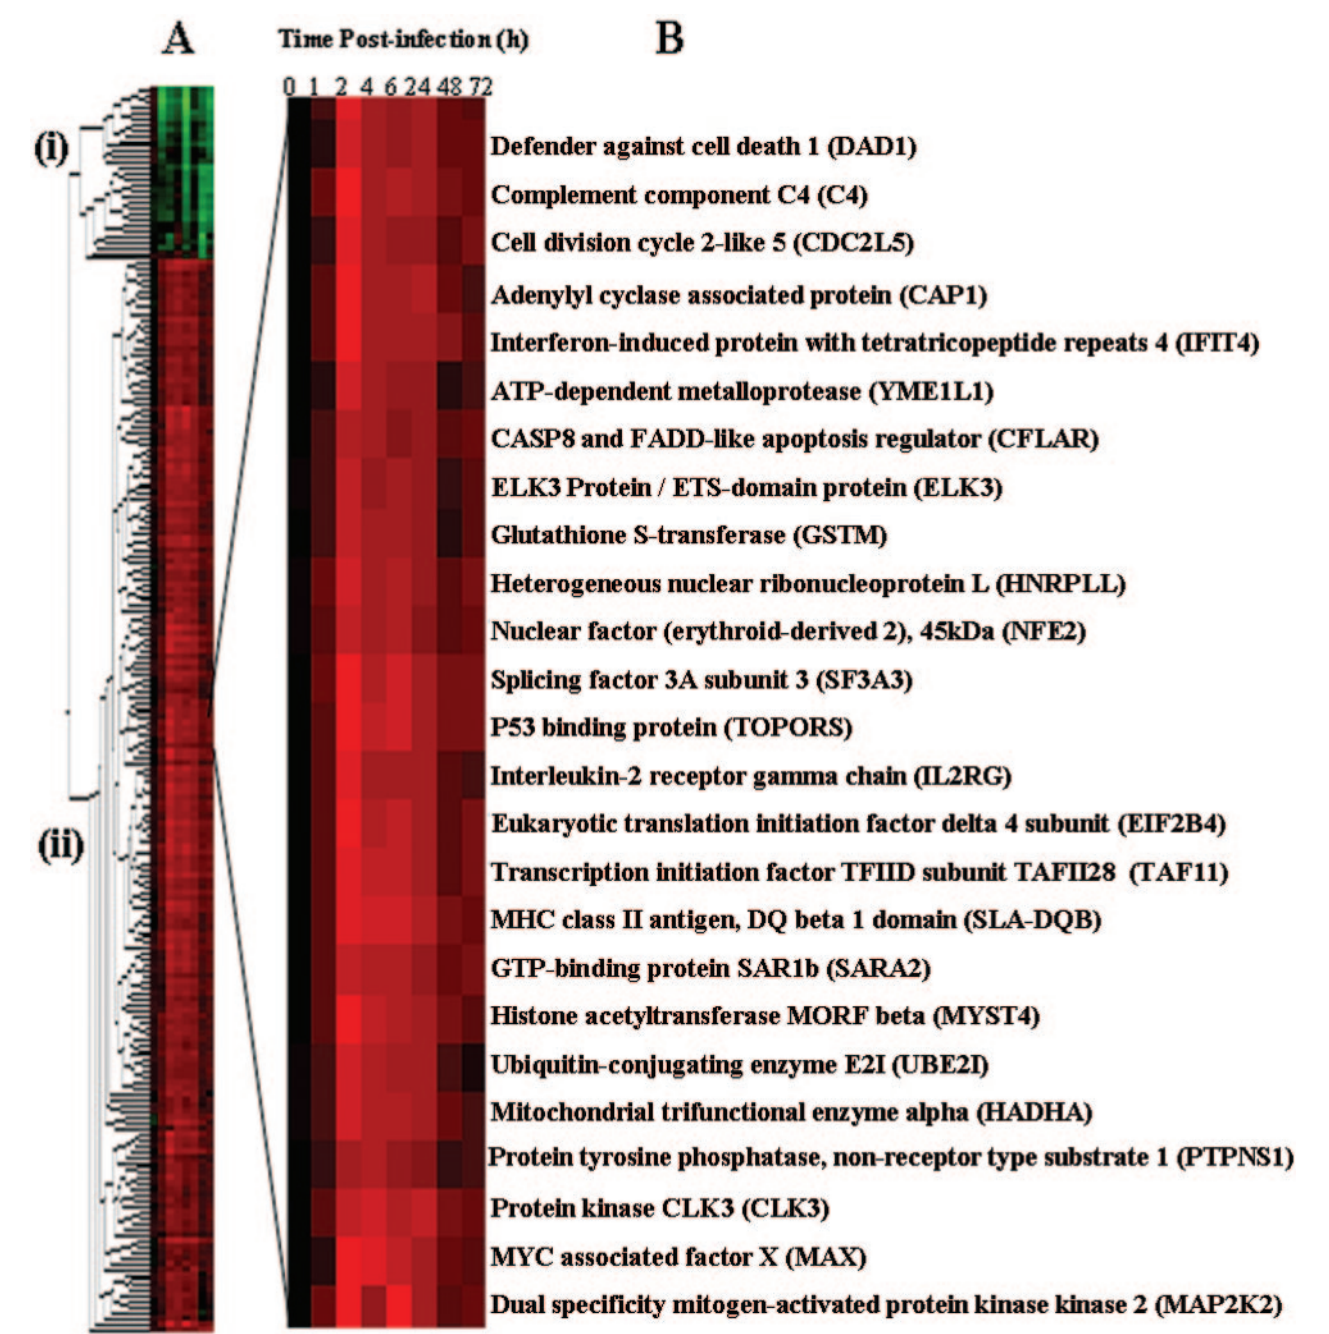 A
Time Post-infection (h)
B
0 1 2 4 6 24 48 72
(i)
Defender against cell death 1 (DAD1)
Complement component C4 (C4)
Cell division cycle 2-like 5 (CDC2L5)
Adenylyl cyclase associated protein (CAP1)
Interferon-induced protein with tetratricopeptide repeats 4 (IFIT4)
ATP-dependent metalloprotease (YME1L1)
CASP8 and FADD-like apoptosis regulator (CFLAR)
ELK3 Protein / ETS-domain protein (ELK3)
Glutathione S-transferase (GSTM)
Heterogeneous nuclear ribonucleoprotein L (HNRPLL)
Nuclear factor (erythroid-derived 2), 45kDa (NFE2)
Splicing factor 3A subunit 3 (SF3A3)
P53 binding protein (TOPORS)
Interleukin-2 receptor gamma chain (IL2RG)
Eukaryotic translation initiation factor delta 4 subunit (EIF2B4)
(ii)
Transcription initiation factor TFIID subunit TAFII28 (TAF11)
MHC class II antigen, DQ beta 1 domain (SLA-DQB)
GTP-binding protein SAR1b (SARA2)
Histone acetyltransferase MORF beta (MYST4)
Ubiquitin-conjugating enzyme E2I (UBE2I)
Mitochondrial trifunctional enzyme alpha (HADHA)
Protein tyrosine phosphatase, non-receptor type substrate 1 (PTPNS1)
Protein kinase CLK3 (CLK3)
MYC associated factor X (MAX)
Dual specificity mitogen-activated protein kinase kinase 2 (MAP2K2)